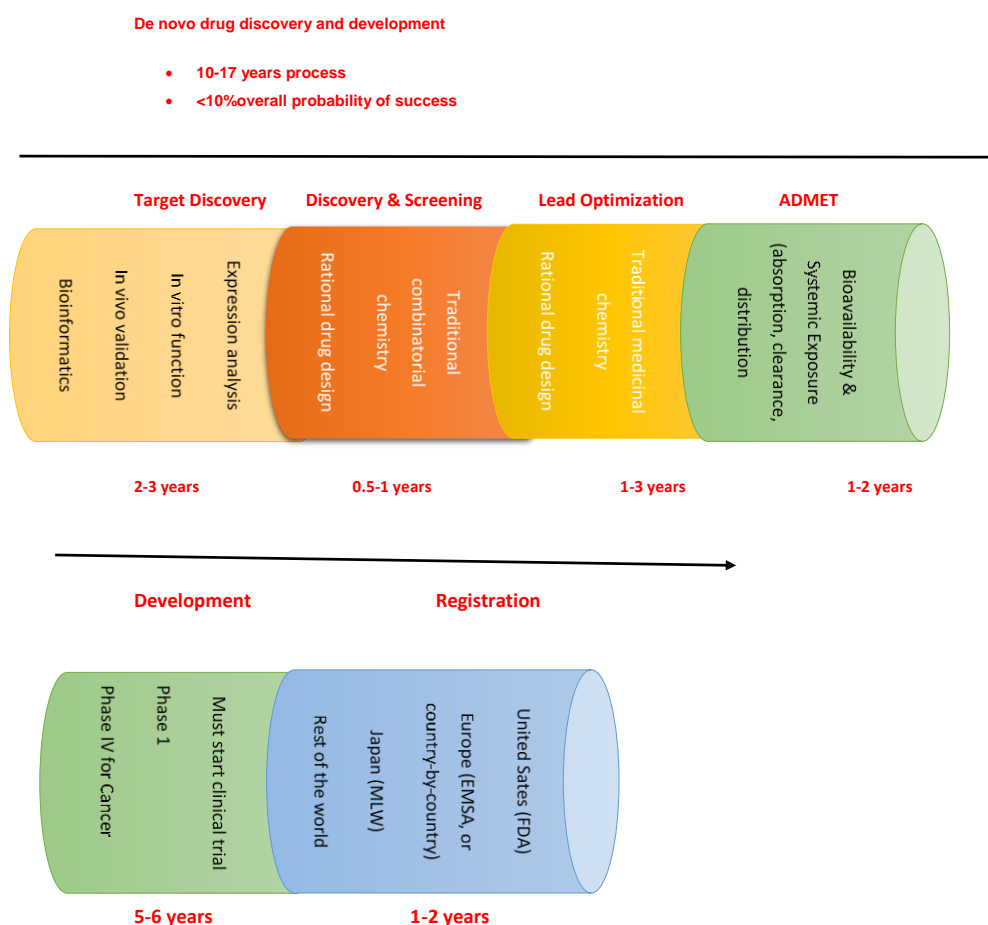 De novo drug discovery and development
• 10-17 years process
• <10%overall probability of success
Target Discovery
Discovery & Screening
Lead Optimization
ADMET
Expression analysis
In vitro function
In vivo validation
Bioinformatics
Traditional
combinatorial
chemistry
Rational drug design
Traditional medicinal
chemistry
Rational drug design
Bioavailability &
Systemic Exposure
(absorption, clearance,
distribution
2-3 years
0.5-1 years
1-3 years
1-2 years
Development
Registration
Must start clinical trial
Phase 1
Phase IV for Cancer
United Sates (FDA)
Europe (EMSA, or
country-by-country)
Japan (MLW)
Rest of the world
5-6 years
1-2 years